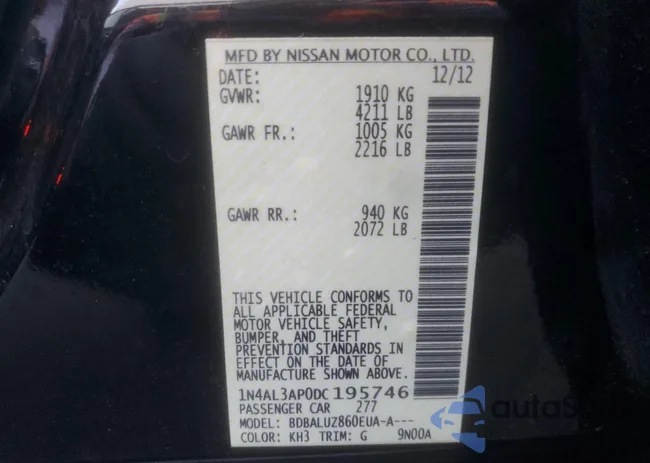 MFD BY NISSAN MOTOR CO., LTD.
DATE: 12/12
GVWR: 1910 KG
4211 LB
GAWR FR.: 1005 KG
2216 LB
GAWR RR.: 940 KG
2072 LB
THIS VEHICLE CONFORMS TO
ALL APPLICABLE FEDERAL
MOTOR VEHICLE SAFETY,
BUMPER, AND THEFT
PREVENTION STANDARDS IN
EFFECT ON THE DATE OF
MANUFACTURE SHOWN ABOVE.
1N4AL3AP0DC195746
PASSENGER CAR 277
MODEL: BDBALUZ860EUA-A---
COLOR: KH3 TRIM: G 9N00A